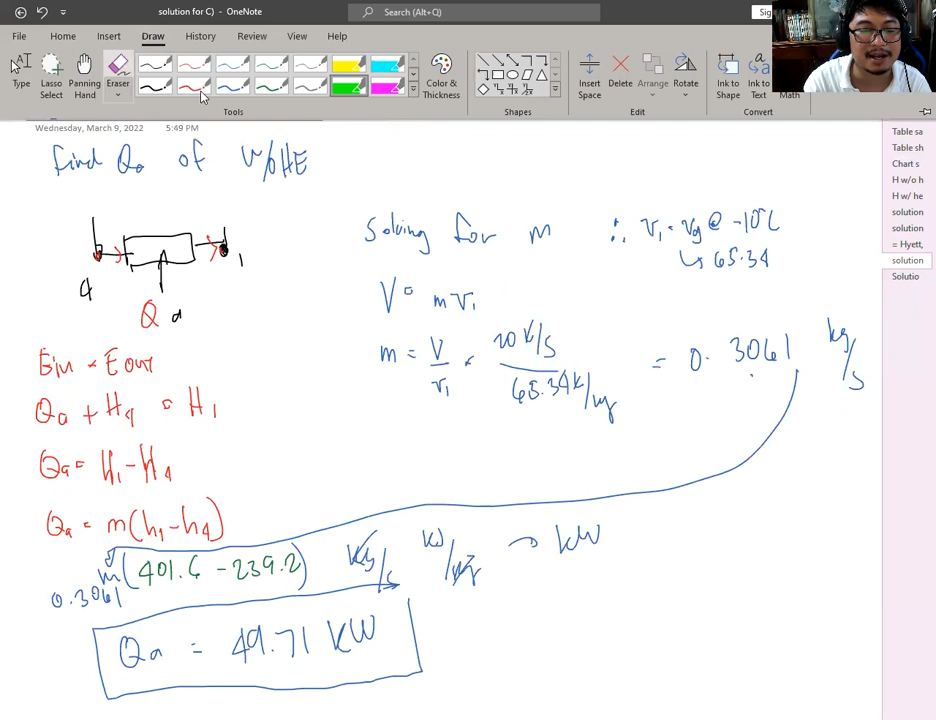 solution for C) - OneNote
Search (Alt+Q)
Sig
File Home Insert Draw View History Review View Help
Type
Lasso Select
Panning Hand
Eraser
Tools
Color & Thickness
Shapes
Insert Space
Delete
Arrange
Rotate
Ink to Shape
Ink to Text
Math
Convert
Wednesday, March 9, 2022 5:49 PM
Table sa
Table sh
Chart s
H w/o h
H w/ he
solution
solution
= Hyett,
solution
Solutio
find Qa of w/o HE
4
1
Q a
Ein = Eout
Qa + H4 = H1
Qa = H1 - H4
Qa = m(h1 - h4)
m(401.6 - 239.2) kg/s kJ/kg → kW
0.3061
Qa = 49.71 kW
Solving for m ∴ v1 = vg @ -10°C
↳ 65.34
V = mv1
m = V/v1 = 20 L/s / 65.34 L/kg = 0.3061 kg/s